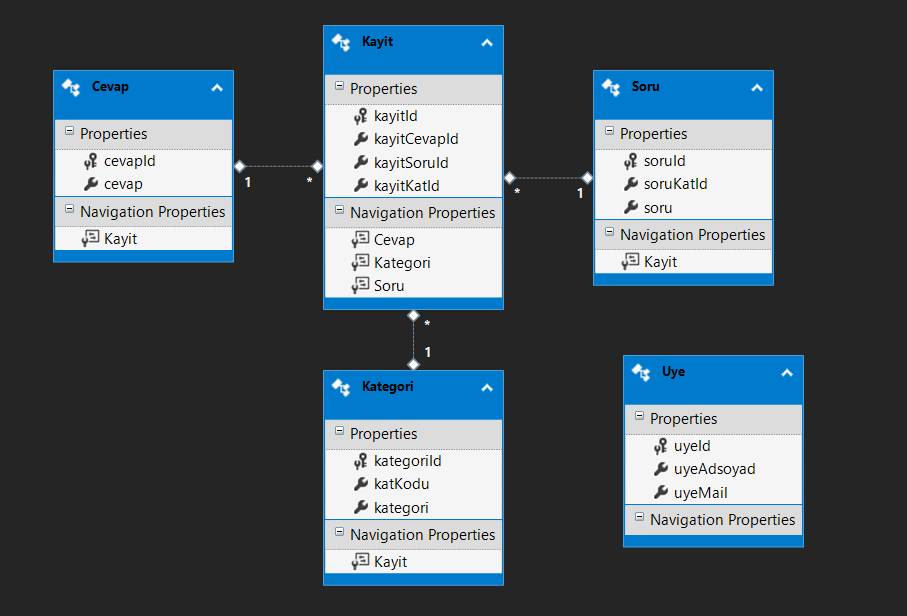 Cevap
Properties
cevapId
cevap
Navigation Properties
Kayit
1
*
Kayit
Properties
kayitId
kayitCevapId
kayitSoruId
kayitKatId
Navigation Properties
Cevap
Kategori
Soru
*
1
Soru
Properties
soruId
soruKatId
soru
Navigation Properties
Kayit
*
1
Kategori
Properties
kategoriId
katKodu
kategori
Navigation Properties
Kayit
Uye
Properties
uyeId
uyeAdsoyad
uyeMail
Navigation Properties